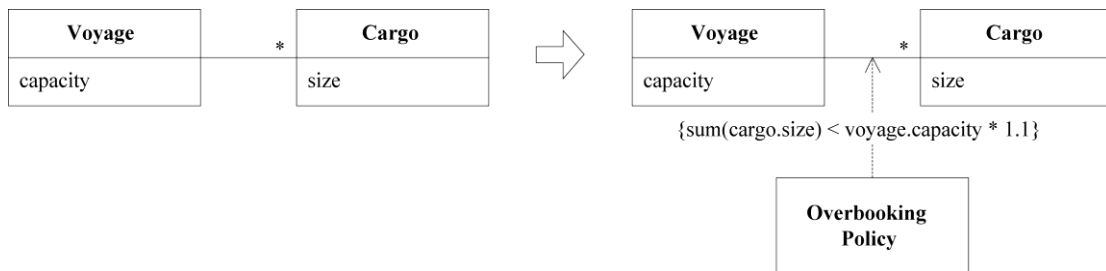 Voyage
*
Cargo
capacity
size
Voyage
*
Cargo
capacity
size
{sum(cargo.size) < voyage.capacity * 1.1}
Overbooking
Policy